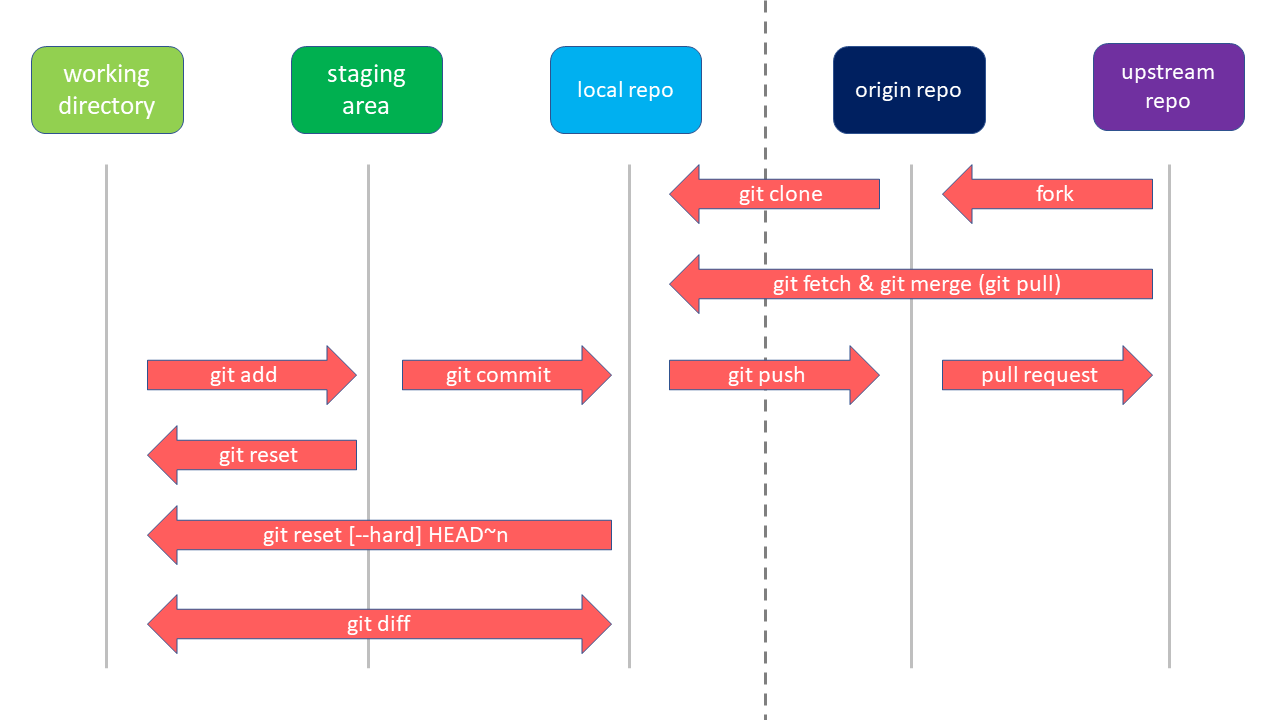 working
directory
staging
area
local repo
origin repo
upstream
repo
git clone
fork
git fetch & git merge (git pull)
git add
git commit
git push
pull request
git reset
git reset [--hard] HEAD~n
git diff